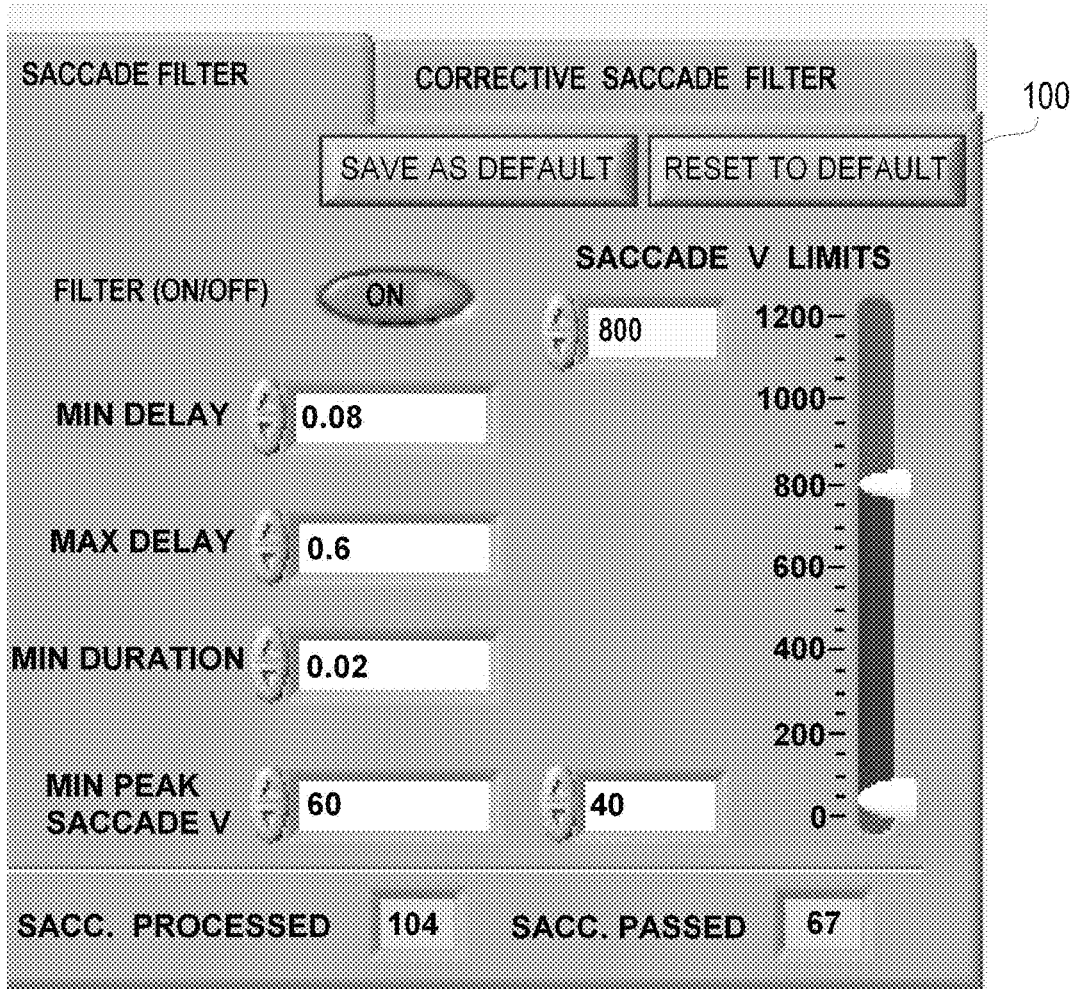 SACCADE FILTER
CORRECTIVE SACCADE FILTER
100
SAVE AS DEFAULT
RESET TO DEFAULT
SACCADE V LIMITS
FILTER (ON/OFF)
ON
800
1200
1000
800
600
400
200
0
MIN DELAY
0.08
MAX DELAY
0.6
MIN DURATION
0.02
MIN PEAK
SACCADE V
60
40
SACC. PROCESSED
104
SACC. PASSED
67